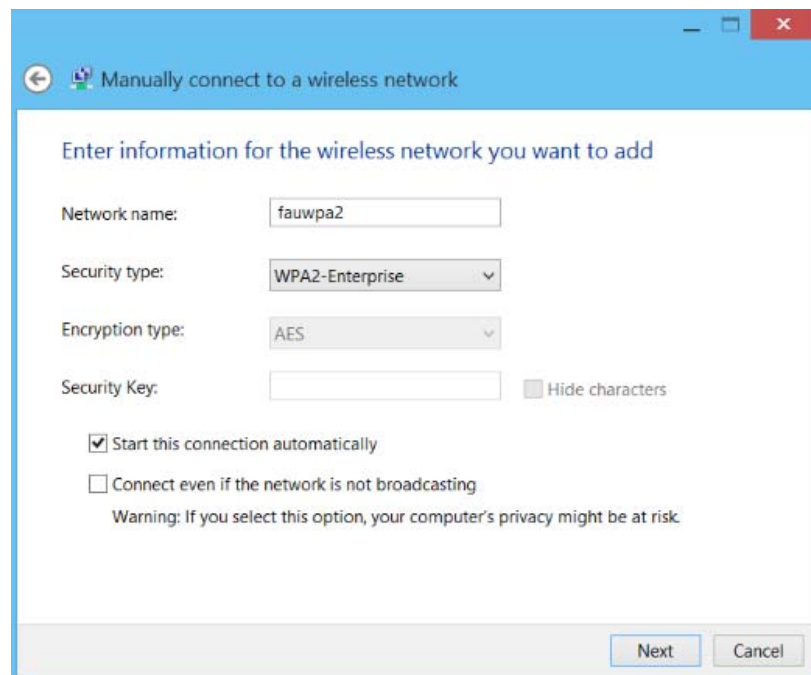 Manually connect to a wireless network
Enter information for the wireless network you want to add
Network name: fauwpa2
Security type: WPA2-Enterprise
Encryption type: AES
Security Key: Hide characters
Start this connection automatically
Connect even if the network is not broadcasting
Warning: If you select this option, your computer's privacy might be at risk.
Next Cancel